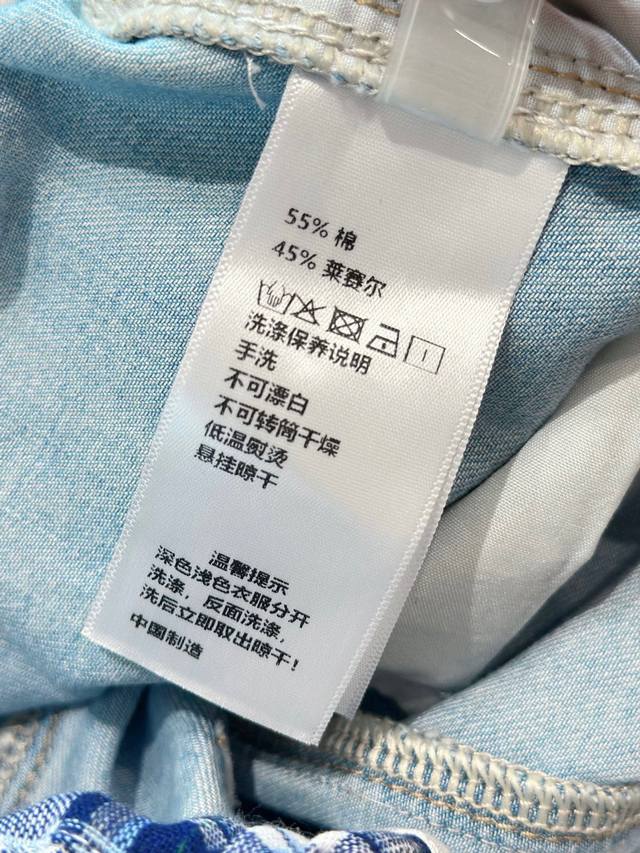 55% 棉
45% 莱赛尔
洗涤保养说明
手洗
不可漂白
不可转筒干燥
低温熨烫
悬挂晾干
温馨提示
深色浅色衣服分开
洗涤，反面洗涤，
洗后立即取出晾干！
中国制造